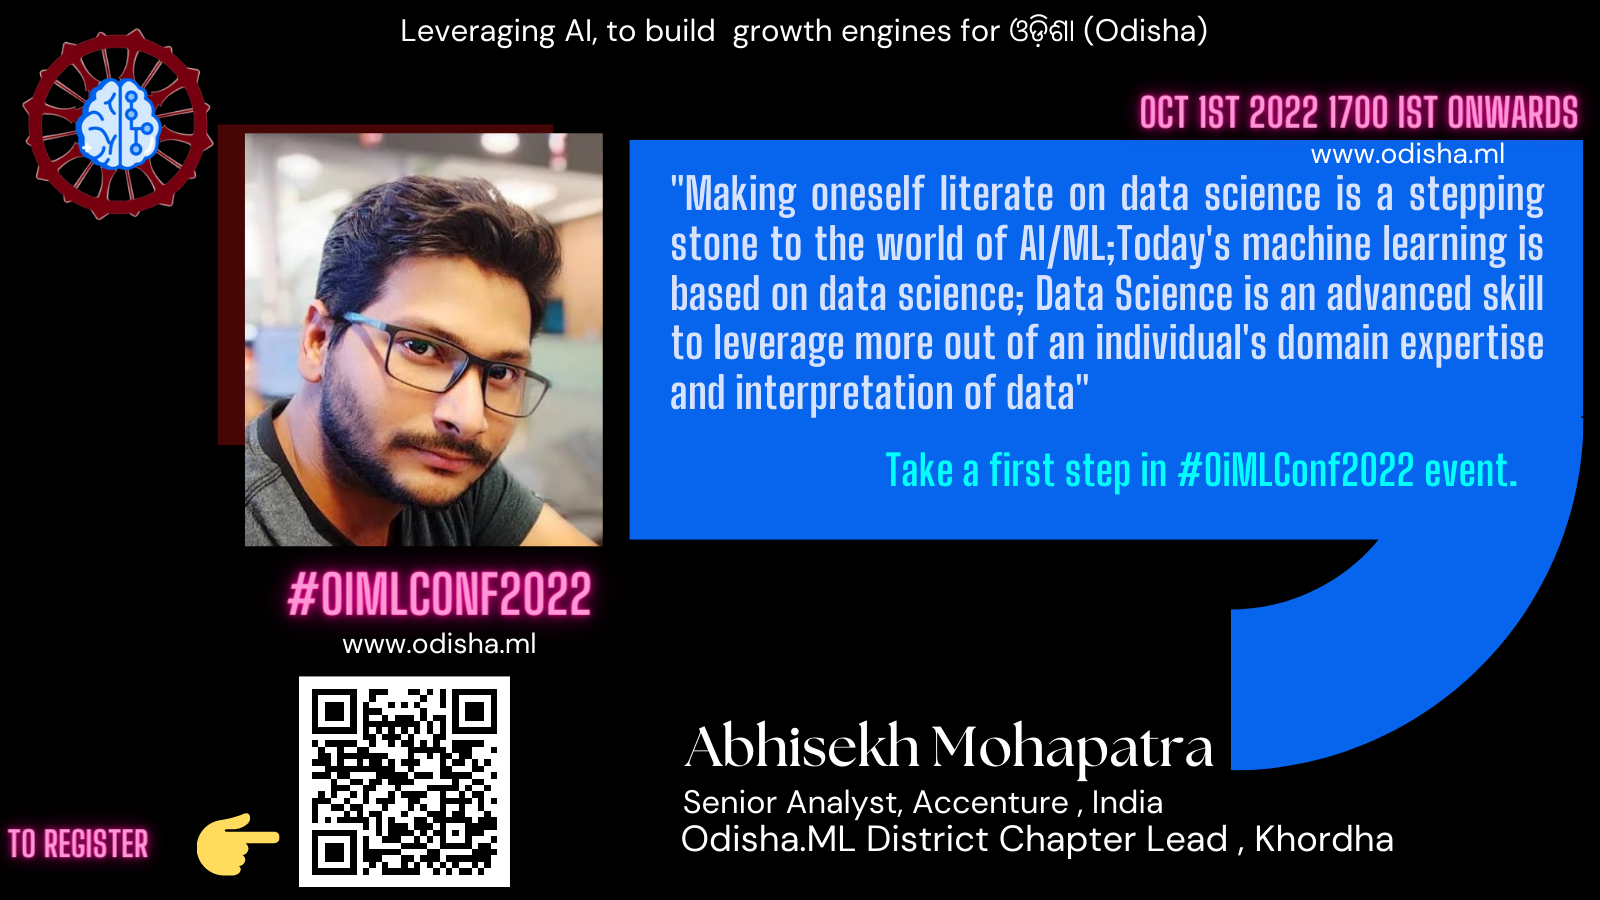 Leveraging AI, to build growth engines for ଓଡ଼ିଶା (Odisha)
OCT 1ST 2022 1700 IST ONWARDS
www.odisha.ml
"Making oneself literate on data science is a stepping
stone to the world of AI/ML;Today's machine learning is
based on data science; Data Science is an advanced skill
to leverage more out of an individual's domain expertise
and interpretation of data"
Take a first step in #OiMLConf2022 event.
#OIMLCONF2022
www.odisha.ml
Abhisekh Mohapatra
Senior Analyst, Accenture , India
Odisha.ML District Chapter Lead , Khordha
TO REGISTER